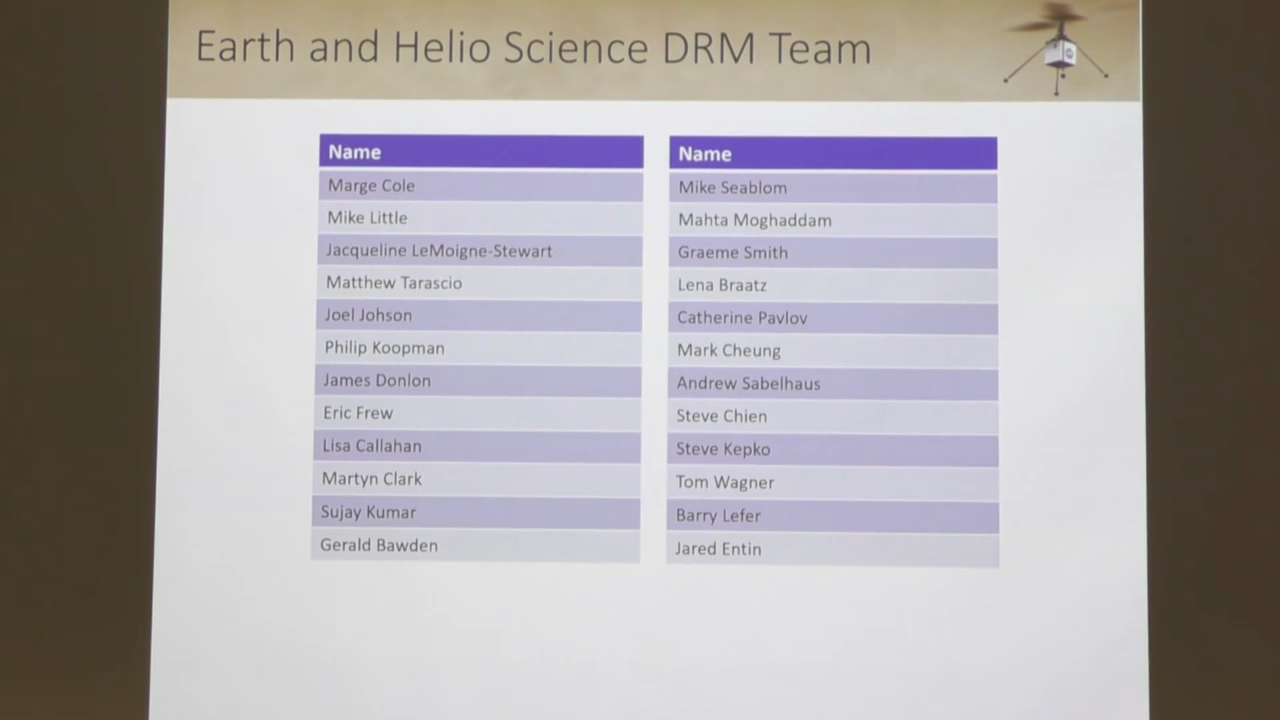 Earth and Helio Science DRM Team
Name
Marge Cole
Mike Little
Jacqueline LeMoigne-Stewart
Matthew Tarascio
Joel Johson
Philip Koopman
James Donlon
Eric Frew
Lisa Callahan
Martyn Clark
Sujay Kumar
Gerald Bawden
Name
Mike Seablom
Mahta Moghaddam
Graeme Smith
Lena Braatz
Catherine Pavlov
Mark Cheung
Andrew Sabelhaus
Steve Chien
Steve Kepko
Tom Wagner
Barry Lefer
Jared Entin